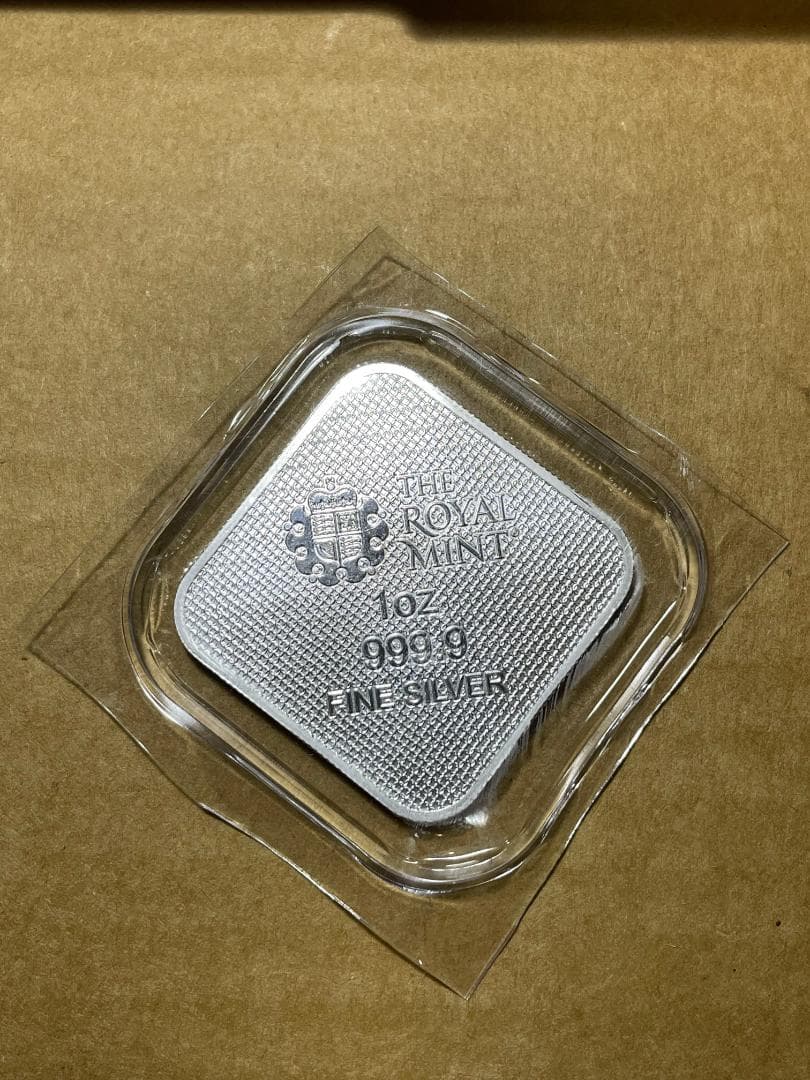 THE
ROYAL
MINT®
1oz
999.9
FINE SILVER